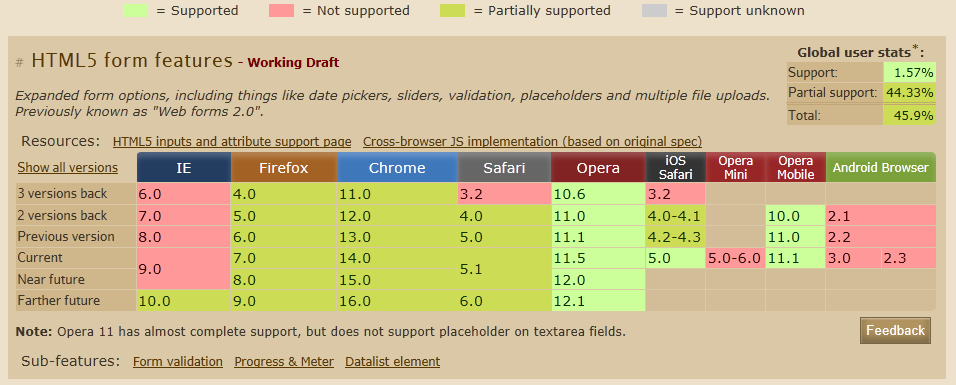 = Supported = Not supported = Partially supported = Support unknown
# HTML5 form features - Working Draft
Global user stats*:
Support: 1.57%
Partial support: 44.33%
Total: 45.9%
Expanded form options, including things like date pickers, sliders, validation, placeholders and multiple file uploads.
Previously known as "Web forms 2.0".
Resources: HTML5 inputs and attribute support page Cross-browser JS implementation (based on original spec)
Show all versions IE Firefox Chrome Safari Opera iOS Safari Opera Mini Opera Mobile Android Browser
3 versions back 6.0 4.0 11.0 3.2 10.6 3.2
2 versions back 7.0 5.0 12.0 4.0 11.0 4.0-4.1 10.0 2.1
Previous version 8.0 6.0 13.0 5.0 11.1 4.2-4.3 11.0 2.2
Current 9.0 7.0 14.0 5.1 11.5 5.0 5.0-6.0 11.1 3.0 2.3
Near future 8.0 15.0 12.0
Farther future 10.0 9.0 16.0 6.0 12.1
Note: Opera 11 has almost complete support, but does not support placeholder on textarea fields.
Feedback
Sub-features: Form validation Progress & Meter Datalist element